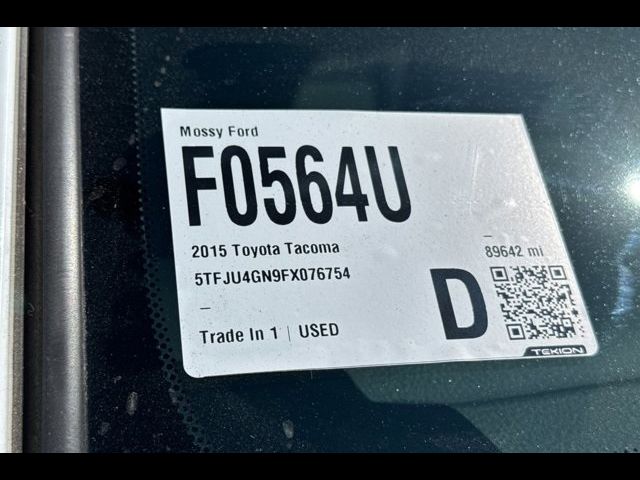 Mossy Ford
F0564U
2015 Toyota Tacoma
89642 mi
5TFJU4GN9FX076754
Trade In 1 | USED
D
TEKION